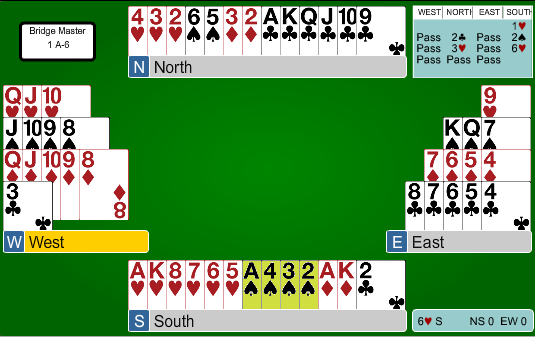 Bridge Master
1 A-6
4♥ 3♥ 2♥ 6♠ 5♠ 3♦ 2♦ A♣ K♣ Q♣ J♣ 10♣ 9♣
N North
WEST NORTH EAST SOUTH
1♥
Pass 2♣ Pass 2♠
Pass 3♥ Pass 6♥
Pass Pass Pass
Q♥ J♥ 10♥
J♠ 10♠ 9♠ 8♠
Q♦ J♦ 10♦ 9♦ 8♦
8♦
3♣
W West
9♥
K♠ Q♠ 7♠
7♦ 6♦ 5♦ 4♦
8♣ 7♣ 6♣ 5♣ 4♣
E East
A♥ K♥ 8♥ 7♥ 6♥ 5♥ A♠ 4♠ 3♠ 2♠ A♦ K♦ 2♣
S South
6♥ S NS 0 EW 0